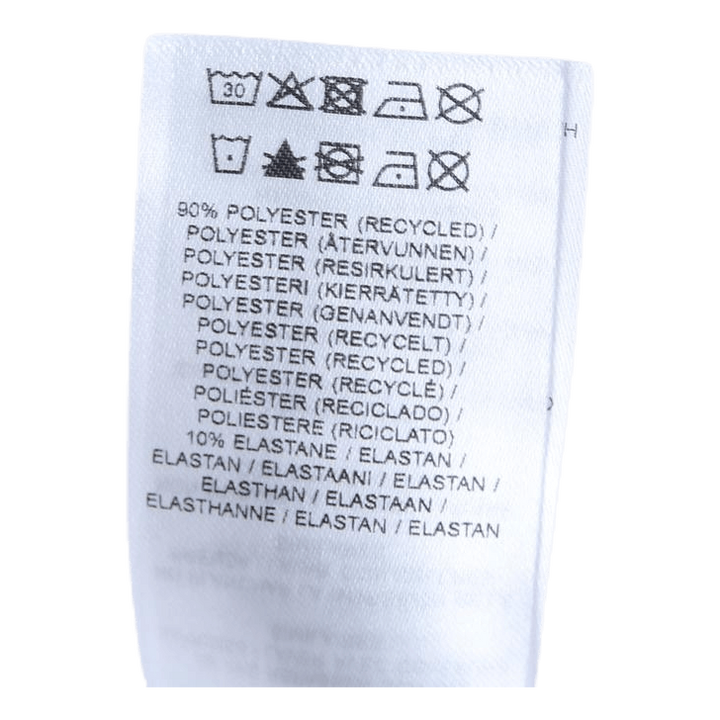 30
90% POLYESTER (RECYCLED) /
POLYESTER (ÅTERVUNNEN) /
POLYESTER (RESIRKULERT) /
POLYESTERI (KIERRÄTETTY) /
POLYESTER (GENANVENDT) /
POLYESTER (RECYCELT) /
POLYESTER (RECYCLED) /
POLYESTER (RECYCLÉ) /
POLIÉSTER (RECICLADO) /
POLIESTERE (RICICLATO)
10% ELASTANE / ELASTAN /
ELASTAN / ELASTAANI / ELASTAN /
ELASTHAN / ELASTAAN /
ELASTHANNE / ELASTAN / ELASTAN
H